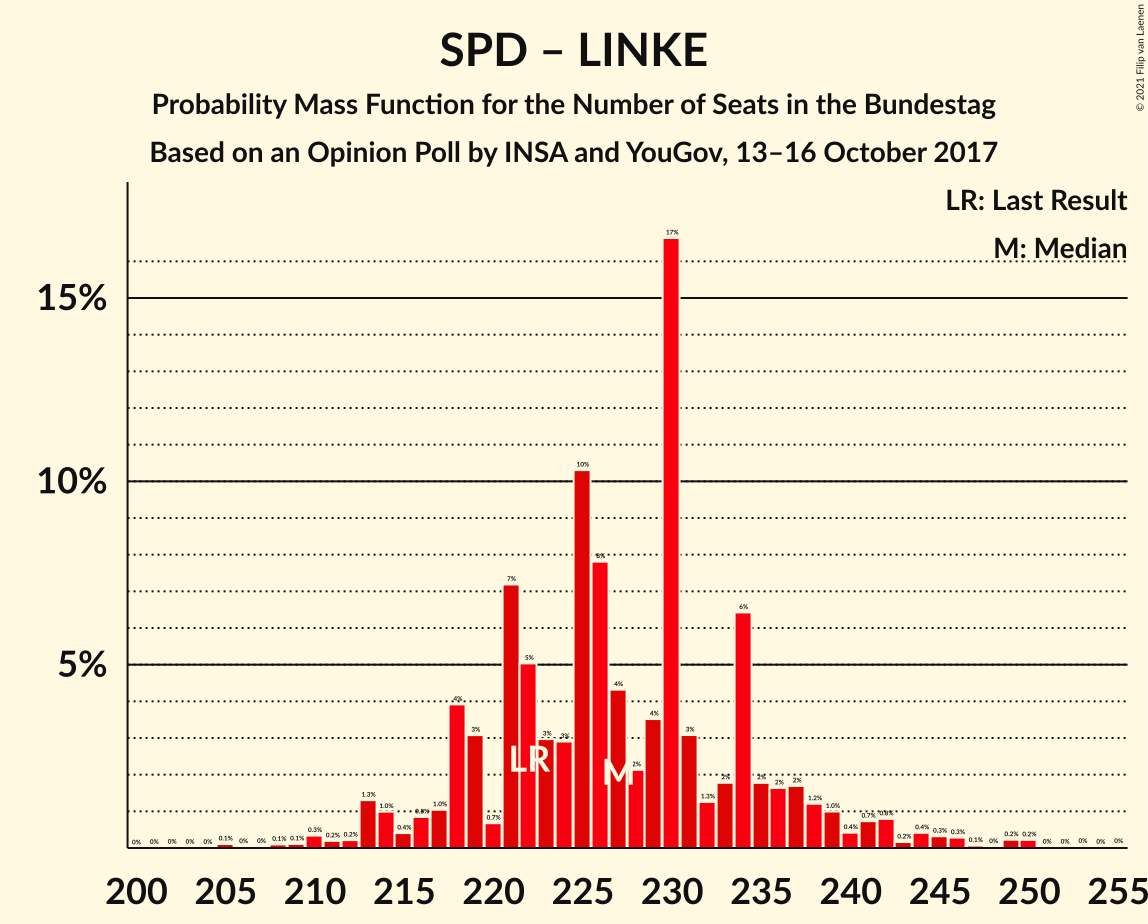 SPD – LINKE
Probability Mass Function for the Number of Seats in the Bundestag
Based on an Opinion Poll by INSA and YouGov, 13–16 October 2017
© 2021 Filip van Laenen
LR: Last Result
M: Median
15%
10%
5%
0% 0% 0% 0% 0% 0.1% 0% 0% 0.1% 0.1% 0.3% 0.2% 0.2% 1.3% 1.0% 0.4% 0.8% 1.0% 4% 3% 0.7% 7% 5% 3% 3% 10% 8% 4% 2% 4% 17% 3% 1.3% 2% 6% 2% 2% 2% 1.2% 1.0% 0.4% 0.7% 0.8% 0.2% 0.4% 0.3% 0.3% 0.1% 0% 0.2% 0.2% 0% 0% 0% 0% 0%
LR M
200 205 210 215 220 225 230 235 240 245 250 255